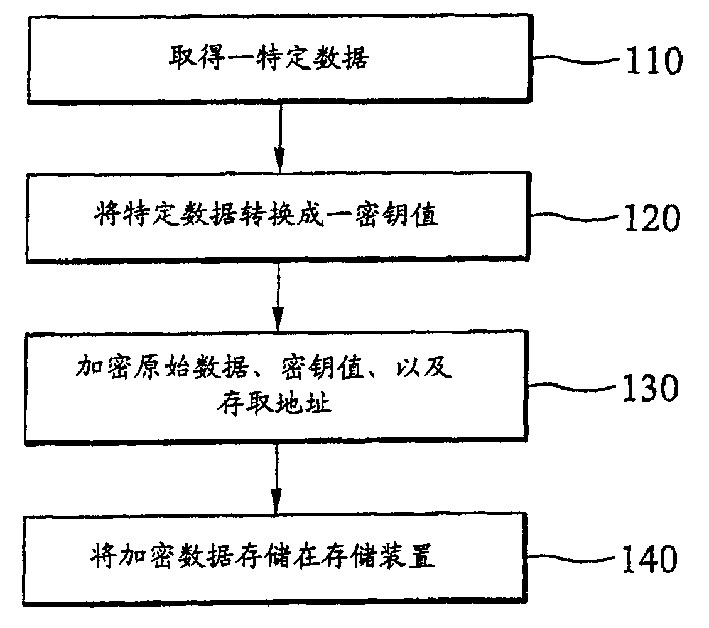 取得一特定数据
110
将特定数据转换成一密钥值
120
加密原始数据、密钥值、以及
存取地址
130
将加密数据存储在存储装置
140